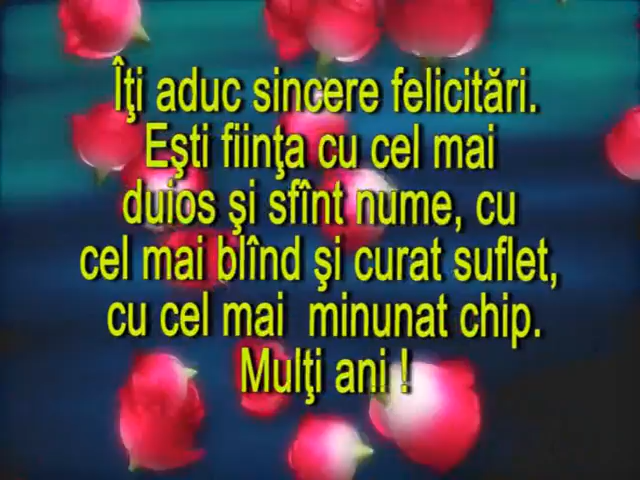 Îţi aduc sincere felicitări.
Eşti fiinţa cu cel mai
duios şi sfînt nume, cu
cel mai blînd şi curat suflet,
cu cel mai minunat chip.
Mulţi ani !